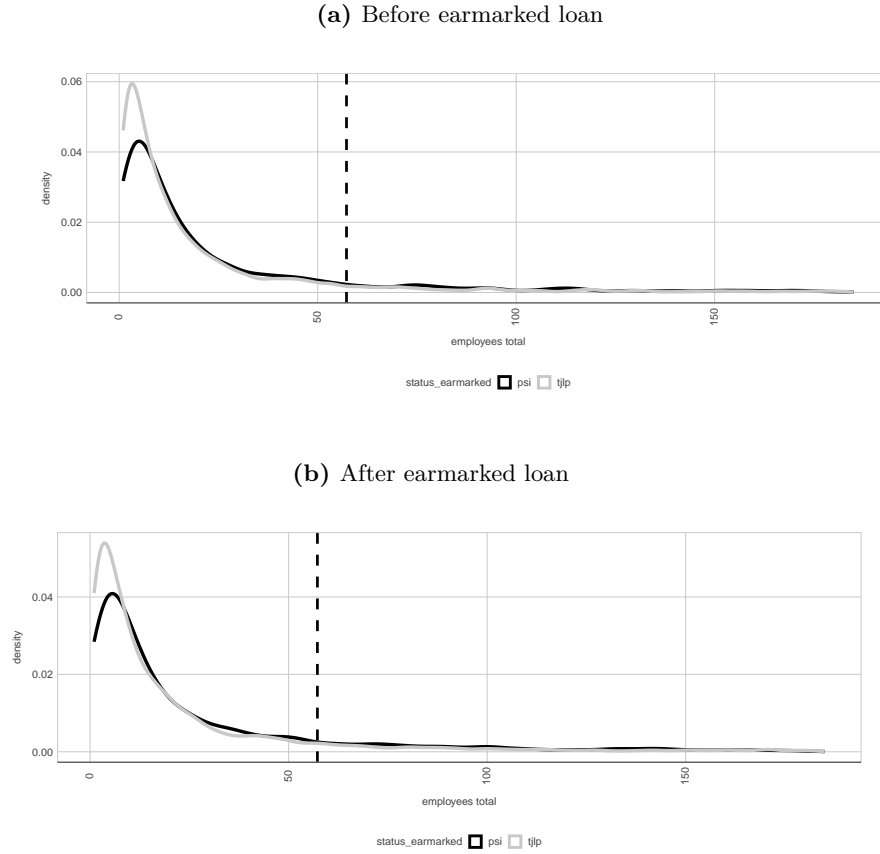 (a) Before earmarked loan
0.06
0.04
0.02
0.00
density
0
50
100
150
employees total
status_earmarked psi tjlp
(b) After earmarked loan
0.04
0.02
0.00
density
0
50
100
150
employees total
status_earmarked psi tjlp